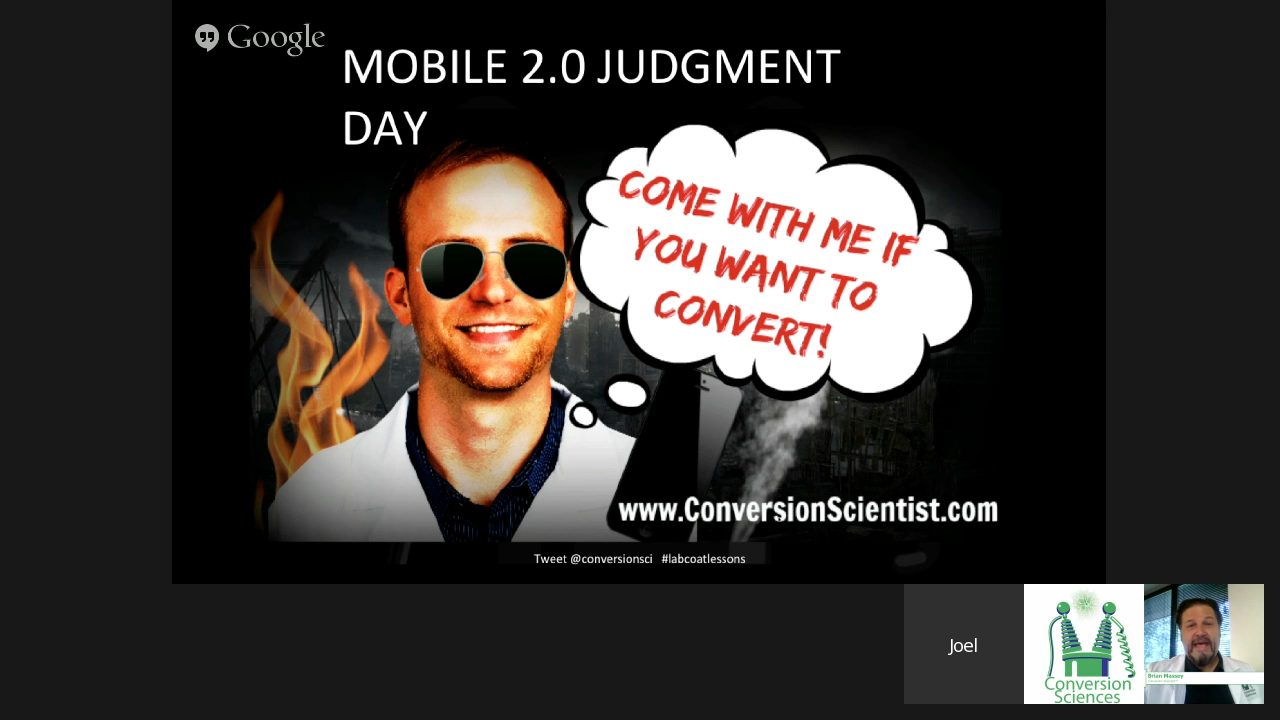 Google
MOBILE 2.0 JUDGMENT
DAY
COME WITH ME IF
YOU WANT TO
CONVERT!
www.ConversionScientist.com
Tweet @conversionsci #labcoatlessons
Joel
Conversion
Sciences
Brian Massey